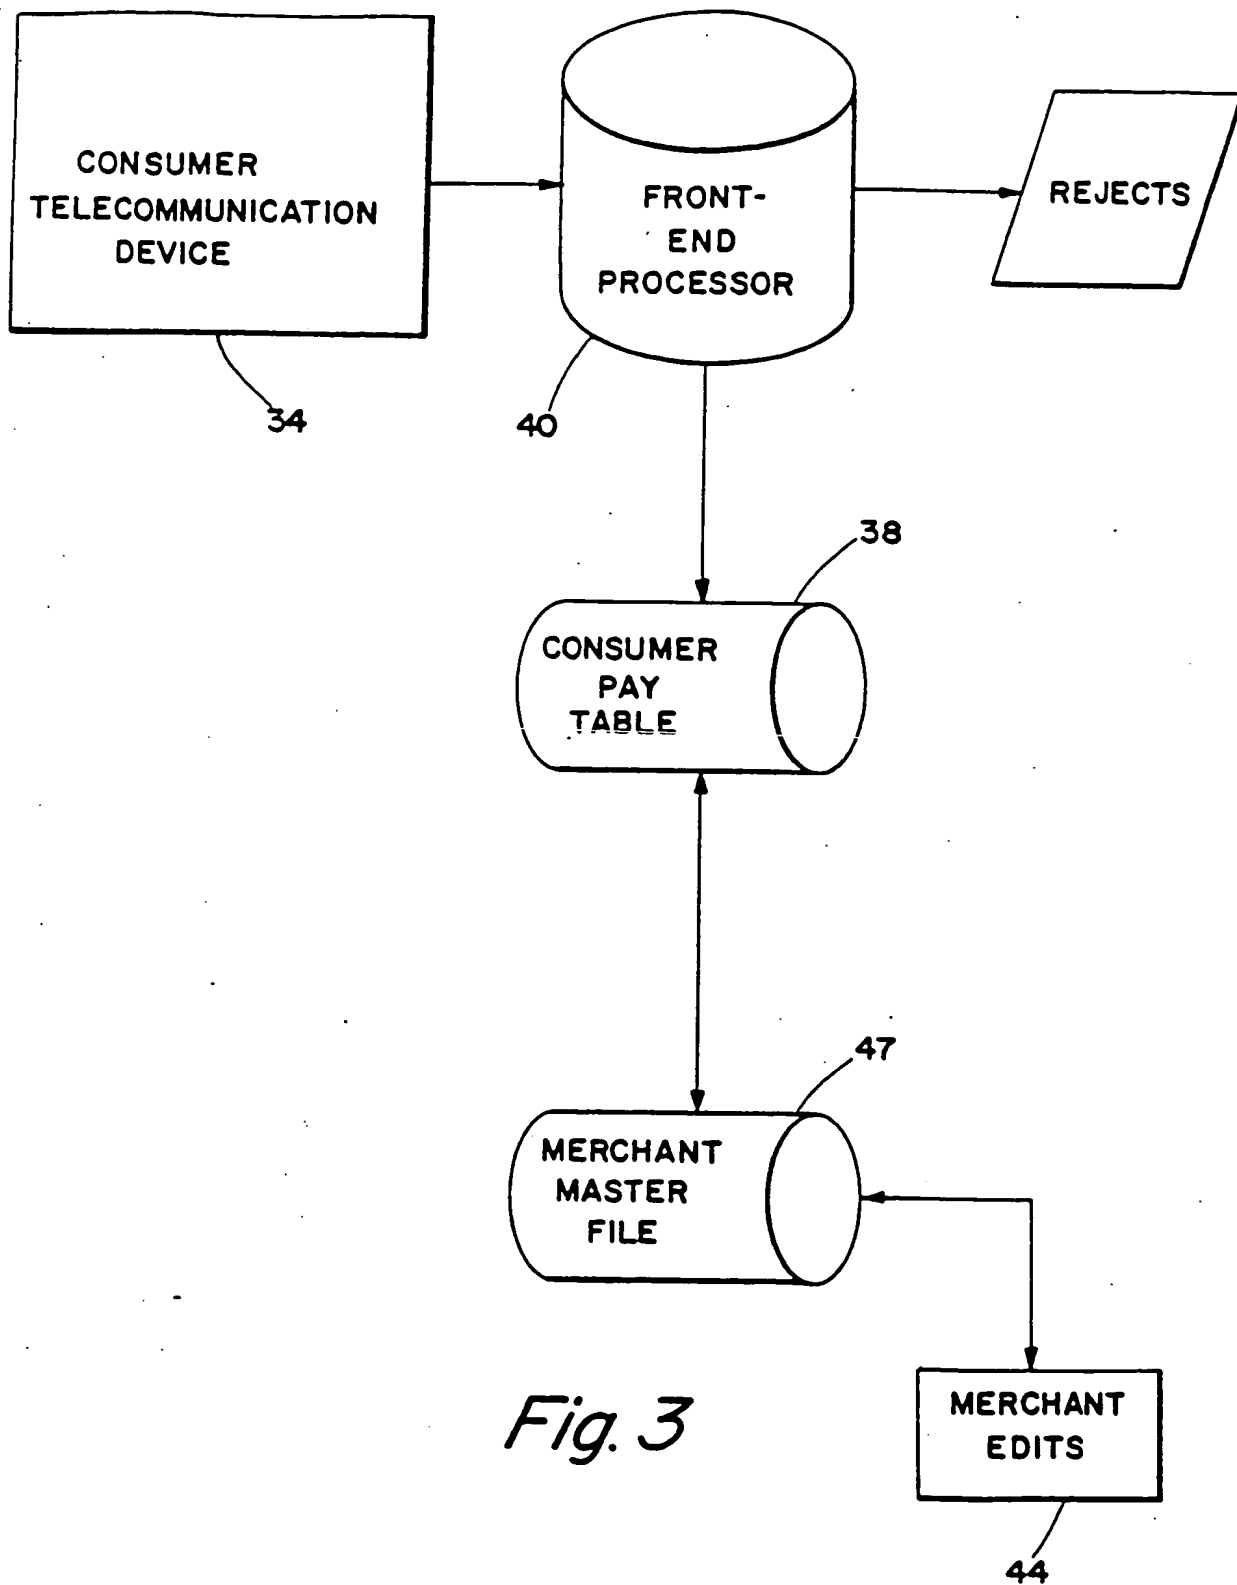 CONSUMER
TELECOMMUNICATION
DEVICE
34
FRONT-
END
PROCESSOR
40
REJECTS
38
CONSUMER
PAY
TABLE
47
MERCHANT
MASTER
FILE
MERCHANT
EDITS
44
Fig. 3